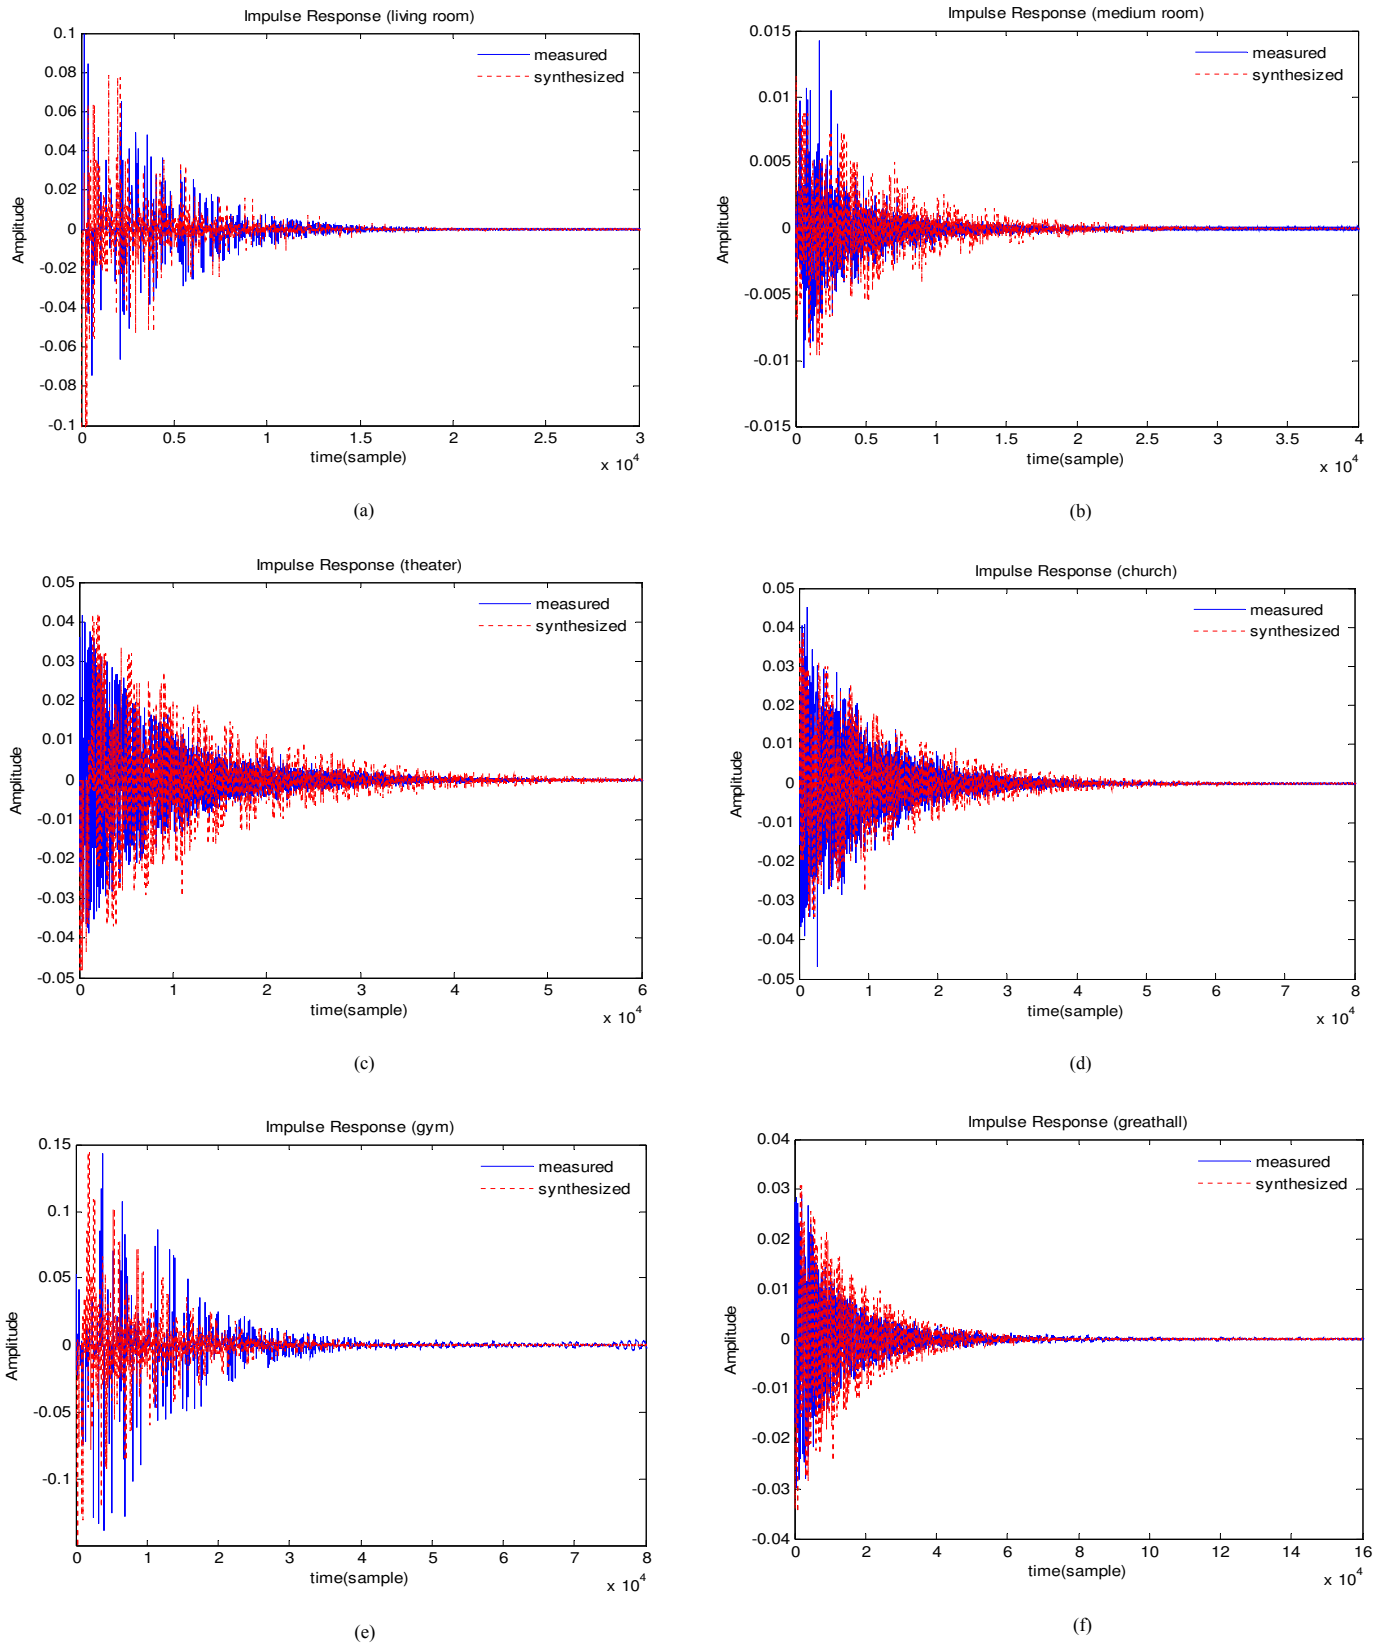 Impulse Response (living room)
0.1
0.08
0.06
0.04
0.02
0
-0.02
-0.04
-0.06
-0.08
-0.1
Amplitude
measured
synthesized
0 0.5 1 1.5 2 2.5 3
time(sample)
x 10^4
(a)
Impulse Response (medium room)
0.015
0.01
0.005
0
-0.005
-0.01
-0.015
Amplitude
measured
synthesized
0 0.5 1 1.5 2 2.5 3 3.5 4
time(sample)
x 10^4
(b)
Impulse Response (theater)
0.05
0.04
0.03
0.02
0.01
0
-0.01
-0.02
-0.03
-0.04
-0.05
Amplitude
measured
synthesized
0 1 2 3 4 5 6
time(sample)
x 10^4
(c)
Impulse Response (church)
0.05
0.04
0.03
0.02
0.01
0
-0.01
-0.02
-0.03
-0.04
-0.05
Amplitude
measured
synthesized
0 1 2 3 4 5 6 7 8
time(sample)
x 10^4
(d)
Impulse Response (gym)
0.15
0.1
0.05
0
-0.05
-0.1
Amplitude
measured
synthesized
0 1 2 3 4 5 6 7 8
time(sample)
x 10^4
(e)
Impulse Response (greathall)
0.04
0.03
0.02
0.01
0
-0.01
-0.02
-0.03
-0.04
Amplitude
measured
synthesized
0 2 4 6 8 10 12 14 16
time(sample)
x 10^4
(f)